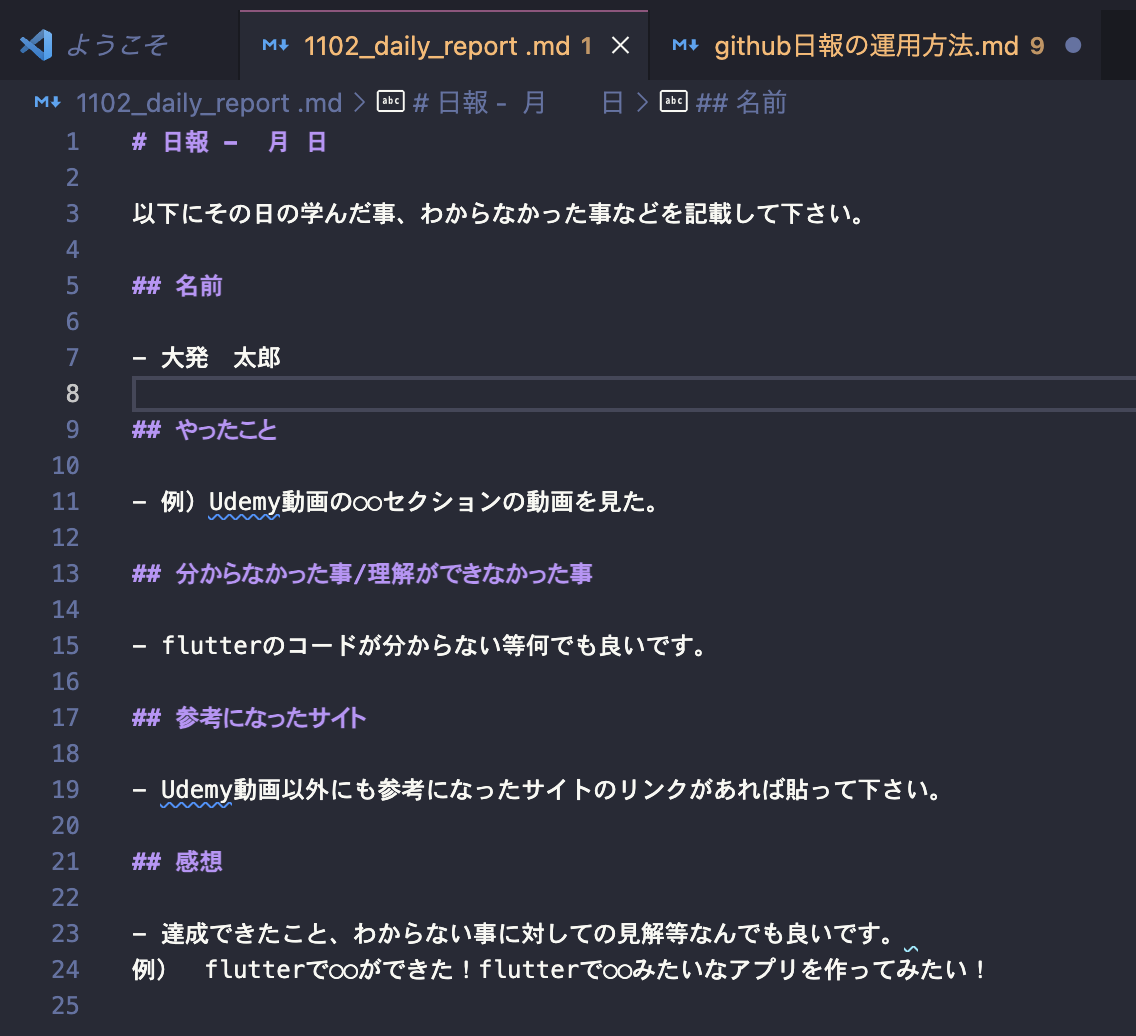 ようこそ
1102_daily_report .md 1
github日報の運用方法.md 9
1102_daily_report .md > # 日報 - 月 日 > ## 名前
1 # 日報 - 月 日
2
3 以下にその日の学んだ事、わからなかった事などを記載して下さい。
4
5 ## 名前
6
7 - 大発 太郎
8
9 ## やったこと
10
11 - 例）Udemy動画の○○セクションの動画を見た。
12
13 ## 分からなかった事/理解ができなかった事
14
15 - flutterのコードが分からない等何でも良いです。
16
17 ## 参考になったサイト
18
19 - Udemy動画以外にも参考になったサイトのリンクがあれば貼って下さい。
20
21 ## 感想
22
23 - 達成できたこと、わからない事に対しての見解等なんでも良いです。
24 例） flutterで○○ができた！flutterで○○みたいなアプリを作ってみたい！
25